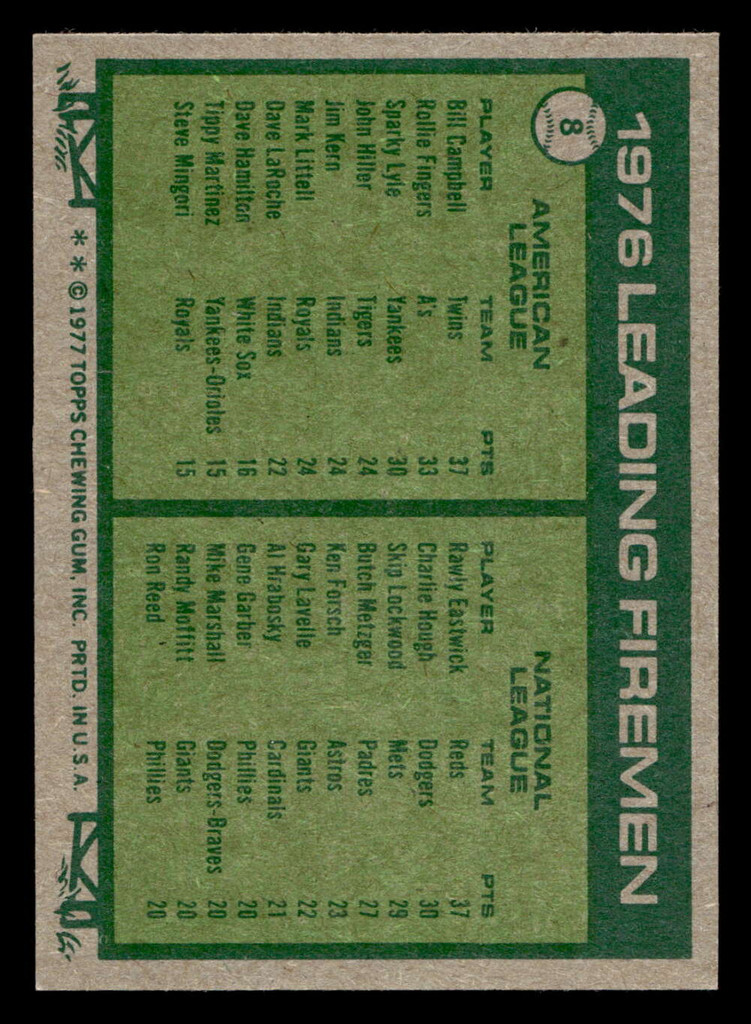 8
1976 LEADING FIREMEN
AMERICAN
LEAGUE
PLAYER TEAM PTS
Bill Campbell Twins 37
Rollie Fingers A's 33
Sparky Lyle Yankees 30
John Hiller Tigers 24
Jim Kern Indians 24
Mark Littell Royals 24
Dave LaRoche Indians 22
Dave Hamilton White Sox 16
Tippy Martinez Yankees-Orioles 15
Steve Mingori Royals 15
NATIONAL
LEAGUE
PLAYER TEAM PTS
Rawly Eastwick Reds 37
Charlie Hough Dodgers 30
Skip Lockwood Mets 29
Butch Metzger Padres 27
Ken Forsch Astros 23
Gary Lavelle Giants 22
Al Hrabosky Cardinals 21
Gene Garber Phillies 20
Mike Marshall Dodgers-Braves 20
Randy Moffitt Giants 20
Ron Reed Phillies 20
* * © 1977 TOPPS CHEWING GUM, INC. PRTD. IN U.S.A.